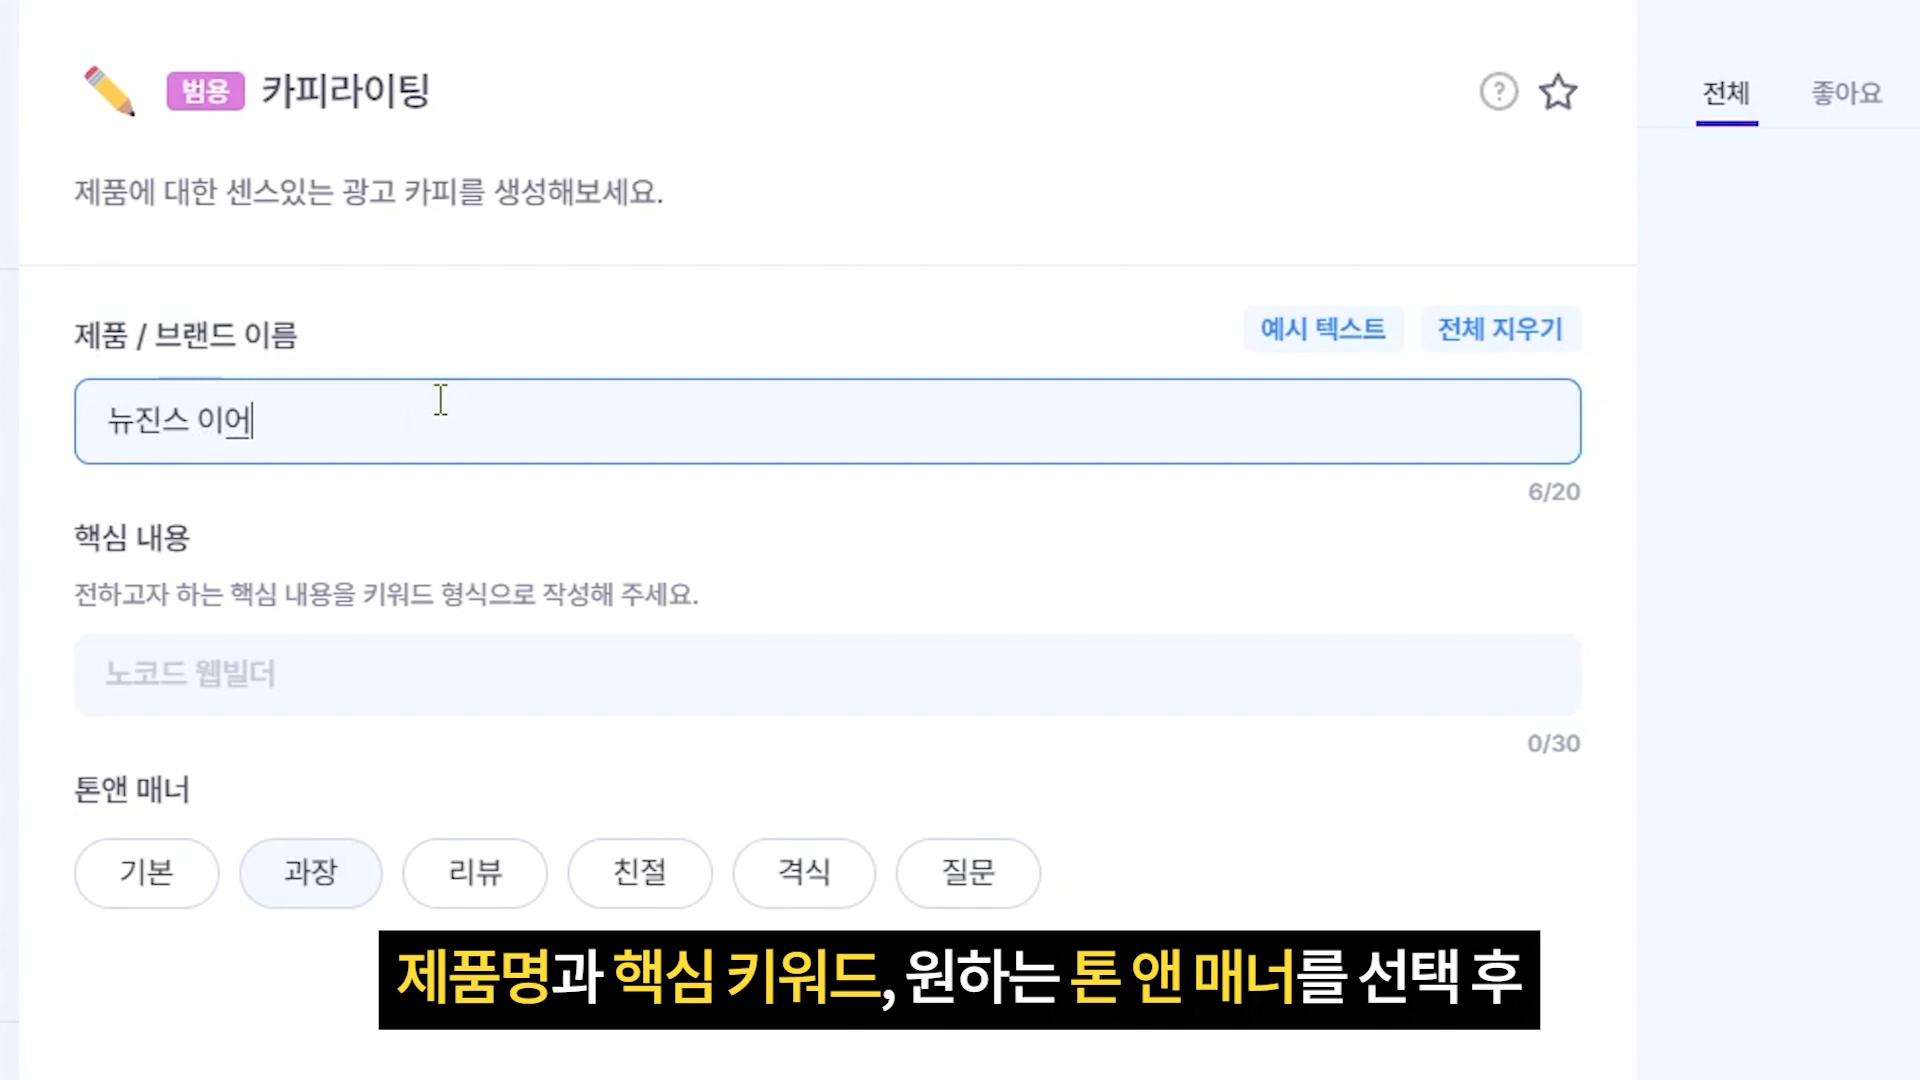 범용 카피라이팅
?
전체 좋아요
제품에 대한 센스있는 광고 카피를 생성해보세요.
제품 / 브랜드 이름
예시 텍스트 전체 지우기
뉴진스 이어
6/20
핵심 내용
전하고자 하는 핵심 내용을 키워드 형식으로 작성해 주세요.
노코드 웹빌더
0/30
톤앤 매너
기본 과장 리뷰 친절 격식 질문
제품명과 핵심 키워드, 원하는 톤 앤 매너를 선택 후